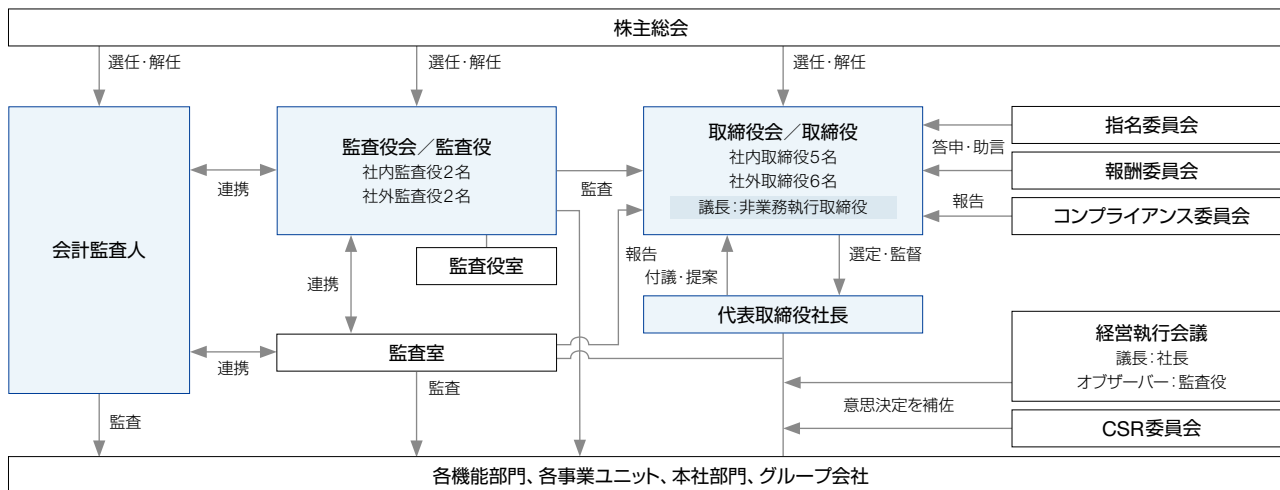 株主総会
選任・解任
選任・解任
選任・解任
会計監査人
連携
監査役会／監査役
社内監査役2名
社外監査役2名
監査
取締役会／取締役
社内取締役5名
社外取締役6名
議長：非業務執行取締役
指名委員会
答申・助言
報酬委員会
報告
コンプライアンス委員会
監査役室
連携
報告
付議・提案
選定・監督
代表取締役社長
連携
監査室
経営執行会議
議長：社長
オブザーバー：監査役
意思決定を補佐
CSR委員会
監査
監査
各機能部門、各事業ユニット、本社部門、グループ会社